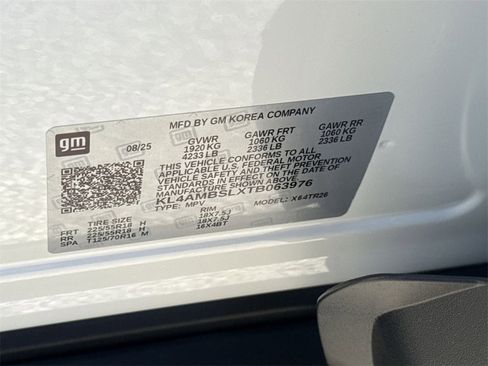 MFD BY GM KOREA COMPANY
gm
08/25 GVWR GAWR FRT GAWR RR
1920 KG 1060 KG 1060 KG
4233 LB 2336 LB 2336 LB
THIS VEHICLE CONFORMS TO ALL
APPLICABLE U.S. FEDERAL MOTOR
VEHICLE SAFETY AND THEFT PREVENTION
STANDARDS IN EFFECT ON THE DATE OF
MANUFACTURE SHOWN ABOVE.
KL4AMBSLXTB063976
TYPE: MPV MODEL: X64TR26
TIRE SIZE RIM
FRT 225/55R18 H 18X7.5J
RR 225/55R18 H 18X7.5J
SPA T125/70R16 M 16X4BT